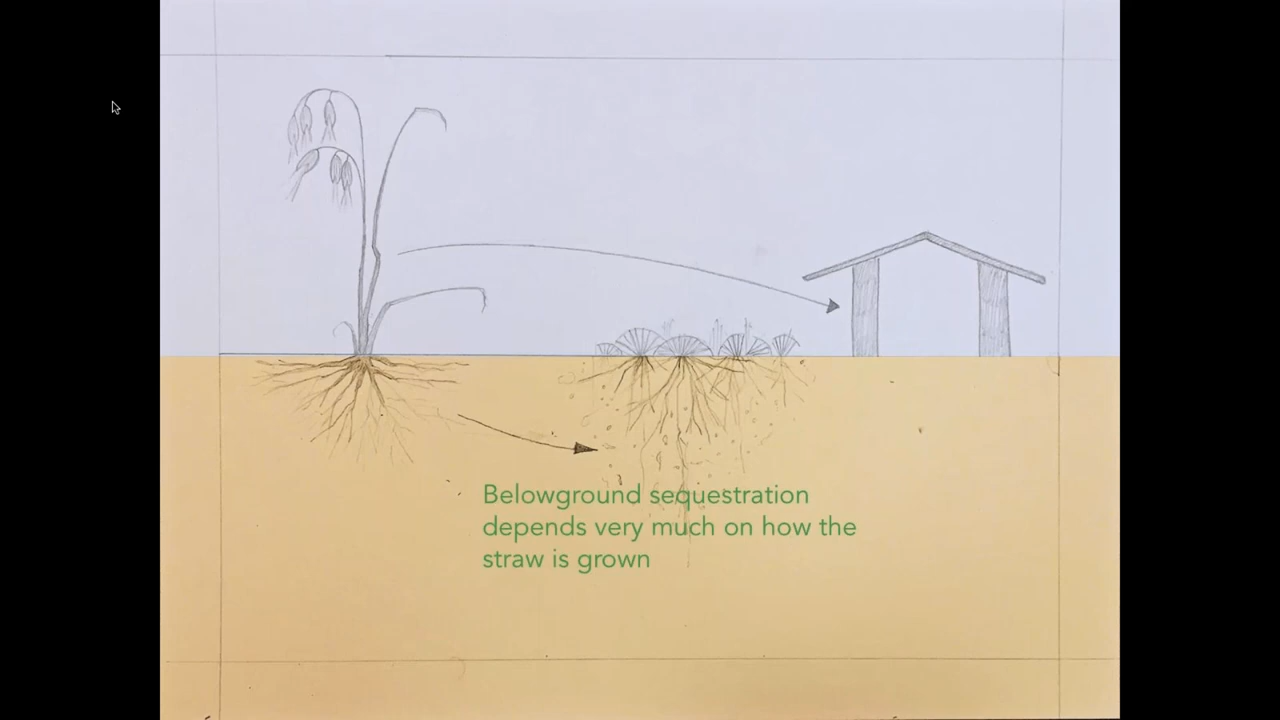 Belowground sequestration
depends very much on how the
straw is grown